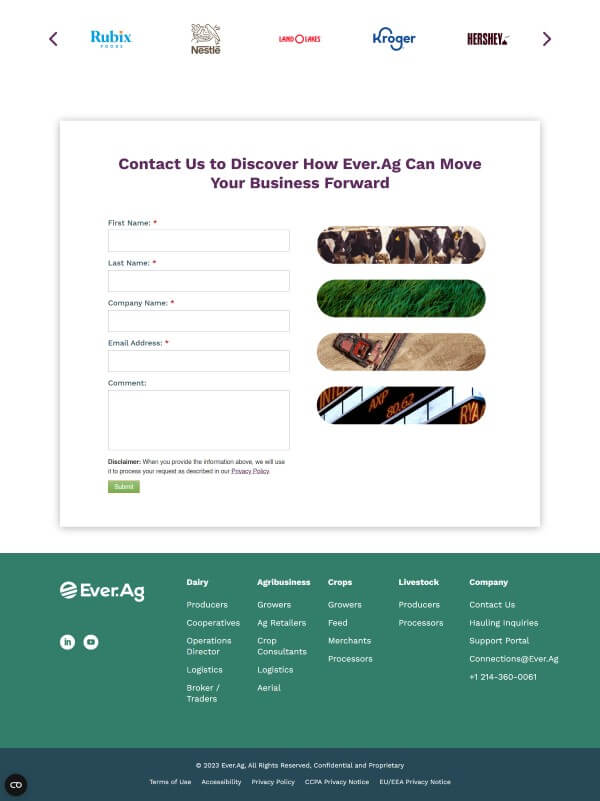 Rubix
FOODS
Nestlé
LAND O LAKES
Kroger
HERSHEY
Contact Us to Discover How Ever.Ag Can Move
Your Business Forward
First Name: *
Last Name: *
Company Name: *
Email Address: *
Comment:
Disclaimer: When you provide the information above, we will use
it to process your request as described in our Privacy Policy
Submit
AXP
80.62
RYA
Ever.Ag
Dairy
Producers
Cooperatives
Operations
Director
Logistics
Broker /
Traders
Agribusiness
Growers
Ag Retailers
Crop
Consultants
Logistics
Aerial
Crops
Growers
Feed
Merchants
Processors
Livestock
Producers
Processors
Company
Contact Us
Hauling Inquiries
Support Portal
Connections@Ever.Ag
+1 214-360-0061
© 2023 Ever.Ag, All Rights Reserved, Confidential and Proprietary
Terms of Use Accessibility Privacy Policy CCPA Privacy Notice EU/EEA Privacy Notice